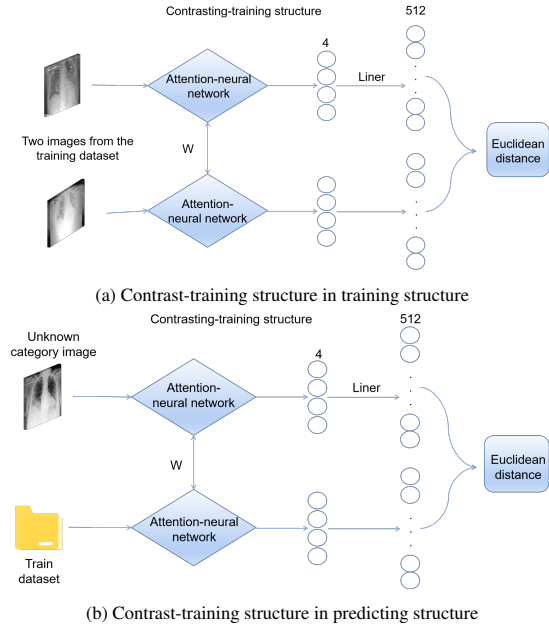 Contrasting-training structure
512
4
Attention-neural
network
Liner
Two images from the
training dataset
W
Euclidean
distance
Attention-
neural network
(a) Contrast-training structure in training structure
Contrasting-training structure
512
Unknown
category image
4
Attention-
neural network
Liner
W
Euclidean
distance
Attention-neural
network
Train
dataset
(b) Contrast-training structure in predicting structure